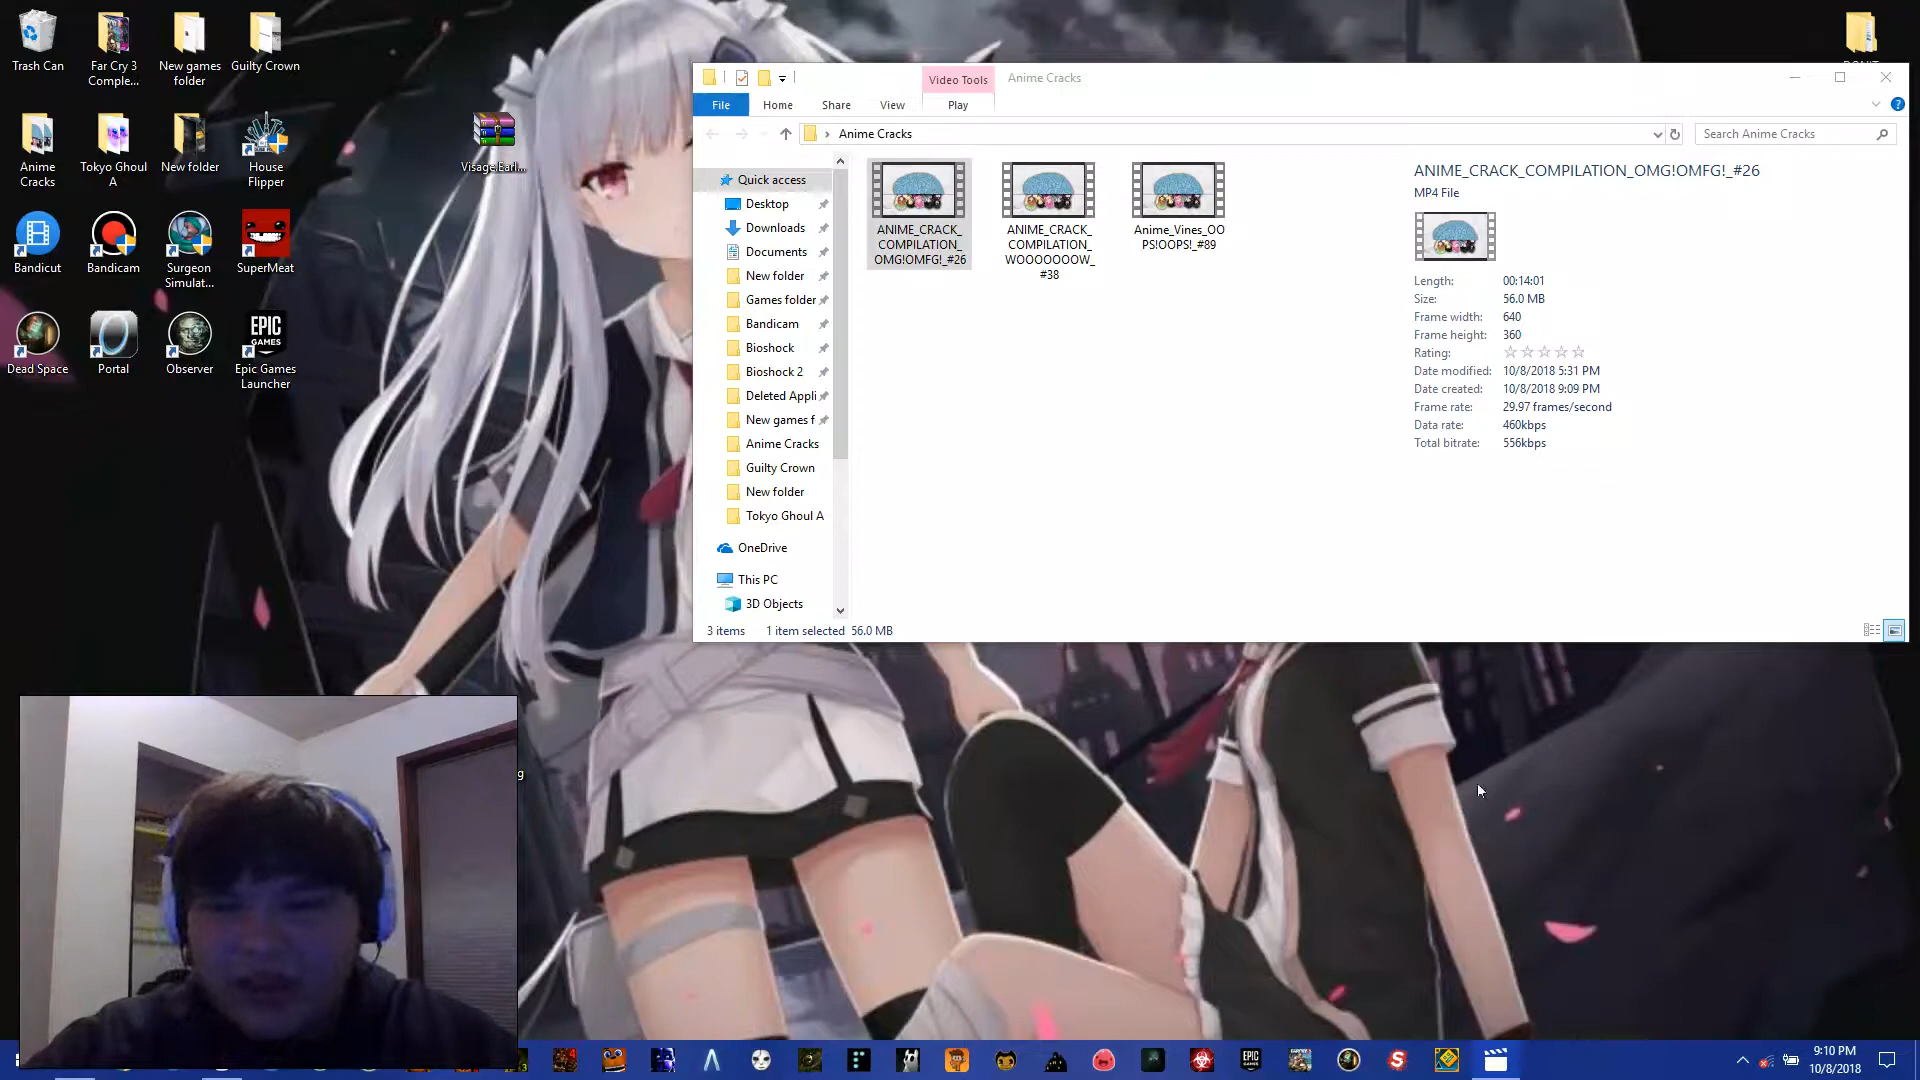 Trash Can
Far Cry 3
Comple...
New games
folder
Guilty Crown
Anime
Cracks
Tokyo Ghoul
A
New folder
House
Flipper
Visage.Earl...
Bandicut
Bandicam
Surgeon
Simulat...
SuperMeat
Dead Space
Portal
Observer
EPIC
GAMES
Epic Games
Launcher
Video Tools
Anime Cracks
File
Home
Share
View
Play
Anime Cracks
Search Anime Cracks
Quick access
Desktop
Downloads
Documents
New folder
Games folder
Bandicam
Bioshock
Bioshock 2
Deleted Appli
New games f
Anime Cracks
Guilty Crown
New folder
Tokyo Ghoul A
OneDrive
This PC
3D Objects
ANIME_CRACK_
COMPILATION_
OMG!OMFG!_#26
ANIME_CRACK_
COMPILATION_
WOOOOOOW_
#38
Anime_Vines_OO
PS!OOPS!_#89
ANIME_CRACK_COMPILATION_OMG!OMFG!_#26
MP4 File
Length: 00:14:01
Size: 56.0 MB
Frame width: 640
Frame height: 360
Rating:
Date modified: 10/8/2018 5:31 PM
Date created: 10/8/2018 9:09 PM
Frame rate: 29.97 frames/second
Data rate: 460kbps
Total bitrate: 556kbps
3 items 1 item selected 56.0 MB
g
EPIC
GAMES
9:10 PM
10/8/2018